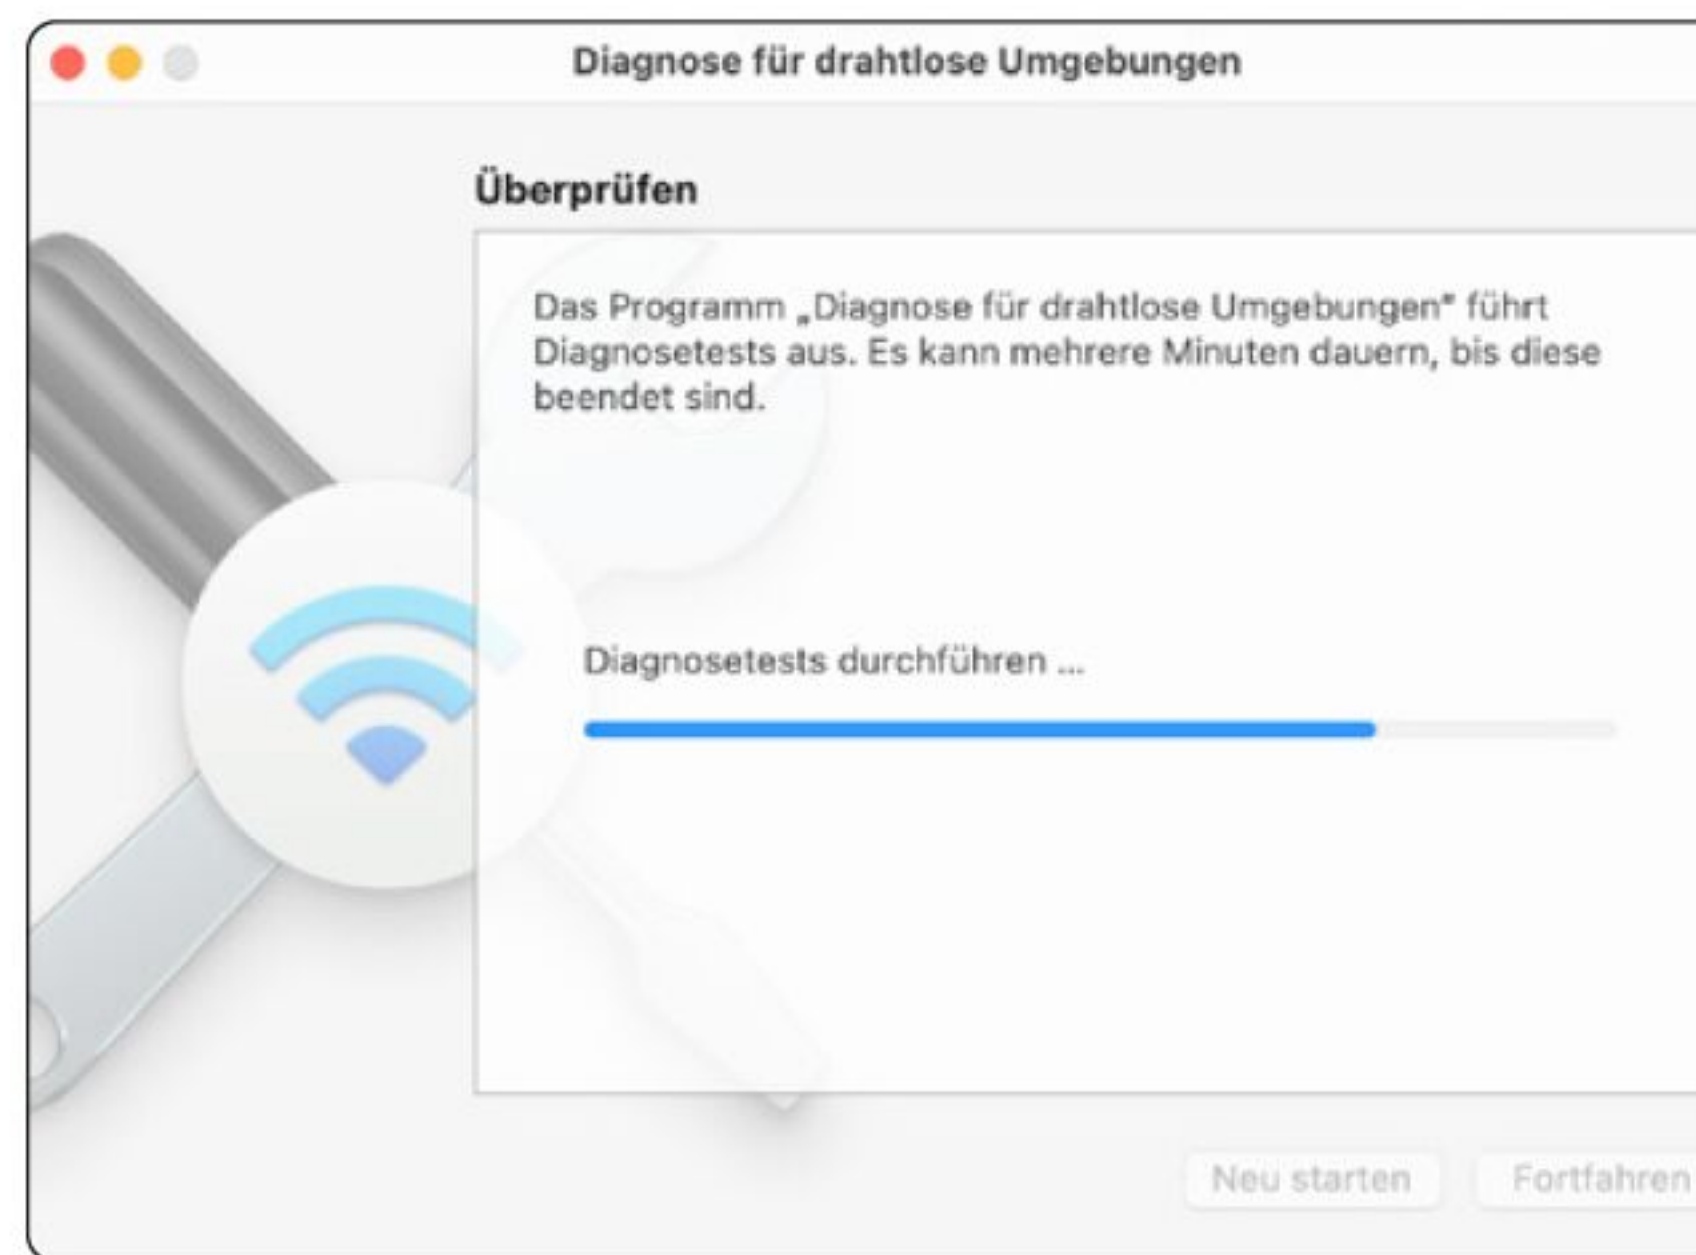 Diagnose für drahtlose Umgebungen
Überprüfen
Das Programm „Diagnose für drahtlose Umgebungen“ führt
Diagnosetests aus. Es kann mehrere Minuten dauern, bis diese
beendet sind.
Diagnosetests durchführen ...
Neu starten
Fortfahren